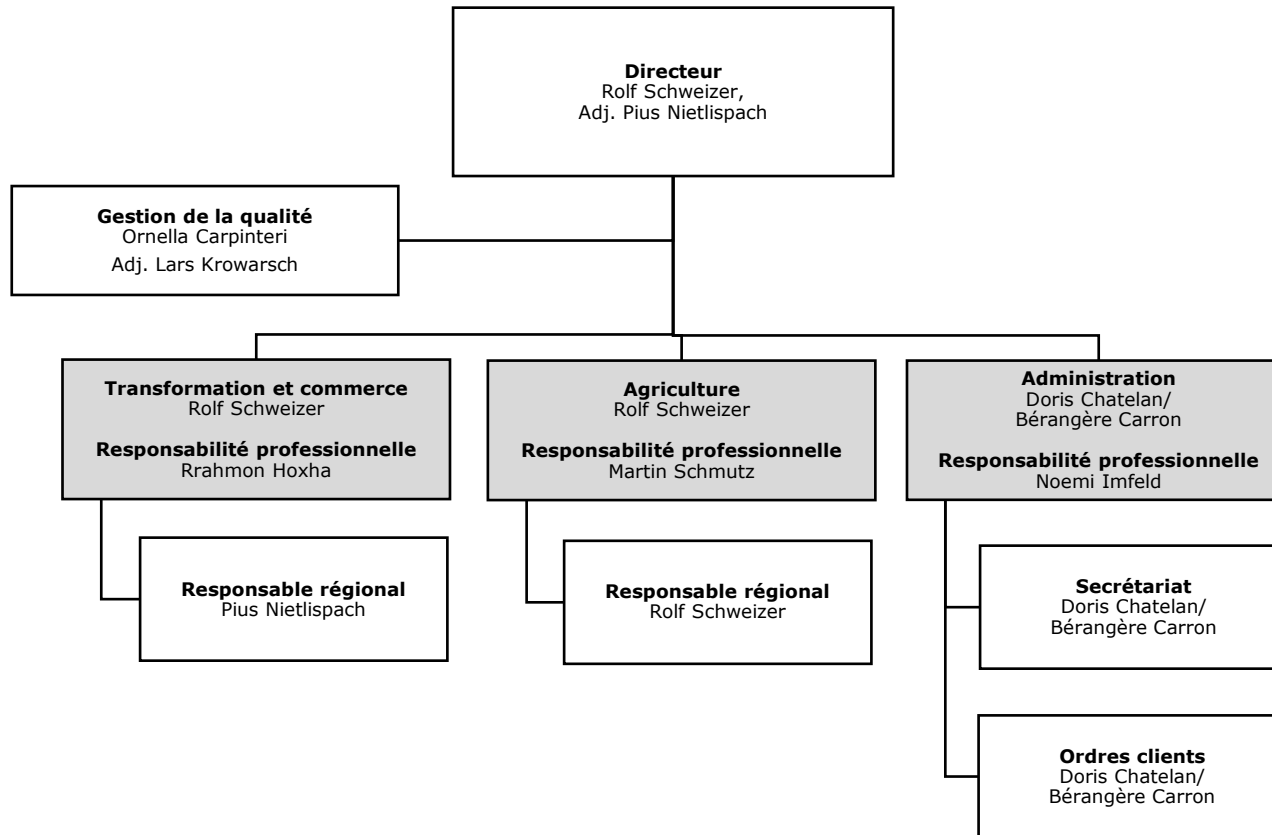 Directeur
Rolf Schweizer,
Adj. Pius Nietlispach
Gestion de la qualité
Ornella Carpinteri
Adj. Lars Krowarsch
Transformation et commerce
Rolf Schweizer
Responsabilité professionnelle
Rrahmon Hoxha
Agriculture
Rolf Schweizer
Responsabilité professionnelle
Martin Schmutz
Administration
Doris Chatelan/
Bérangère Carron
Responsabilité professionnelle
Noemi Imfeld
Responsable régional
Pius Nietlispach
Responsable régional
Rolf Schweizer
Secrétariat
Doris Chatelan/
Bérangère Carron
Ordres clients
Doris Chatelan/
Bérangère Carron